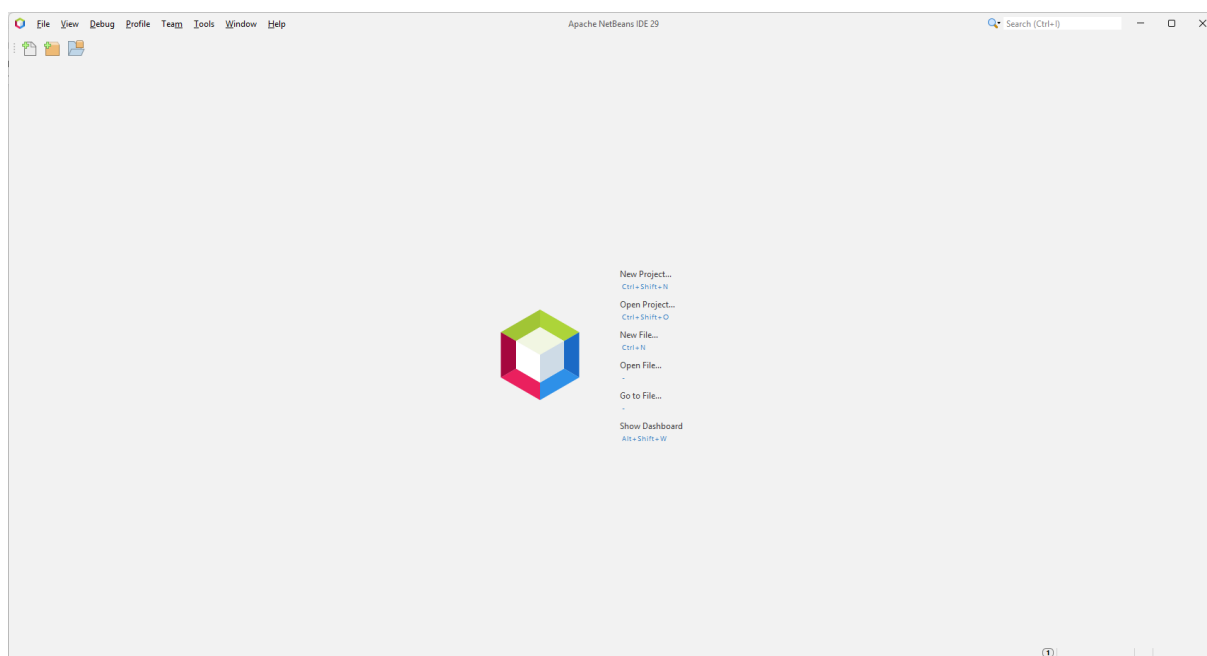 File View Debug Profile Team Tools Window Help
Apache NetBeans IDE 29
Search (Ctrl+I)
New Project...
Ctrl+Shift+N
Open Project...
Ctrl+Shift+O
New File...
Ctrl+N
Open File...
-
Go to File...
-
Show Dashboard
Alt+Shift+W
1